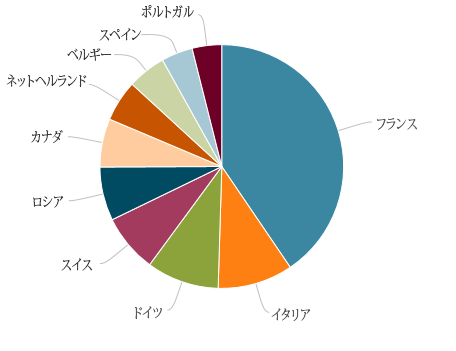 ポルトガル
スペイン
ベルギー
ネットヘルランド
カナダ
ロシア
スイス
ドイツ
イタリア
フランス